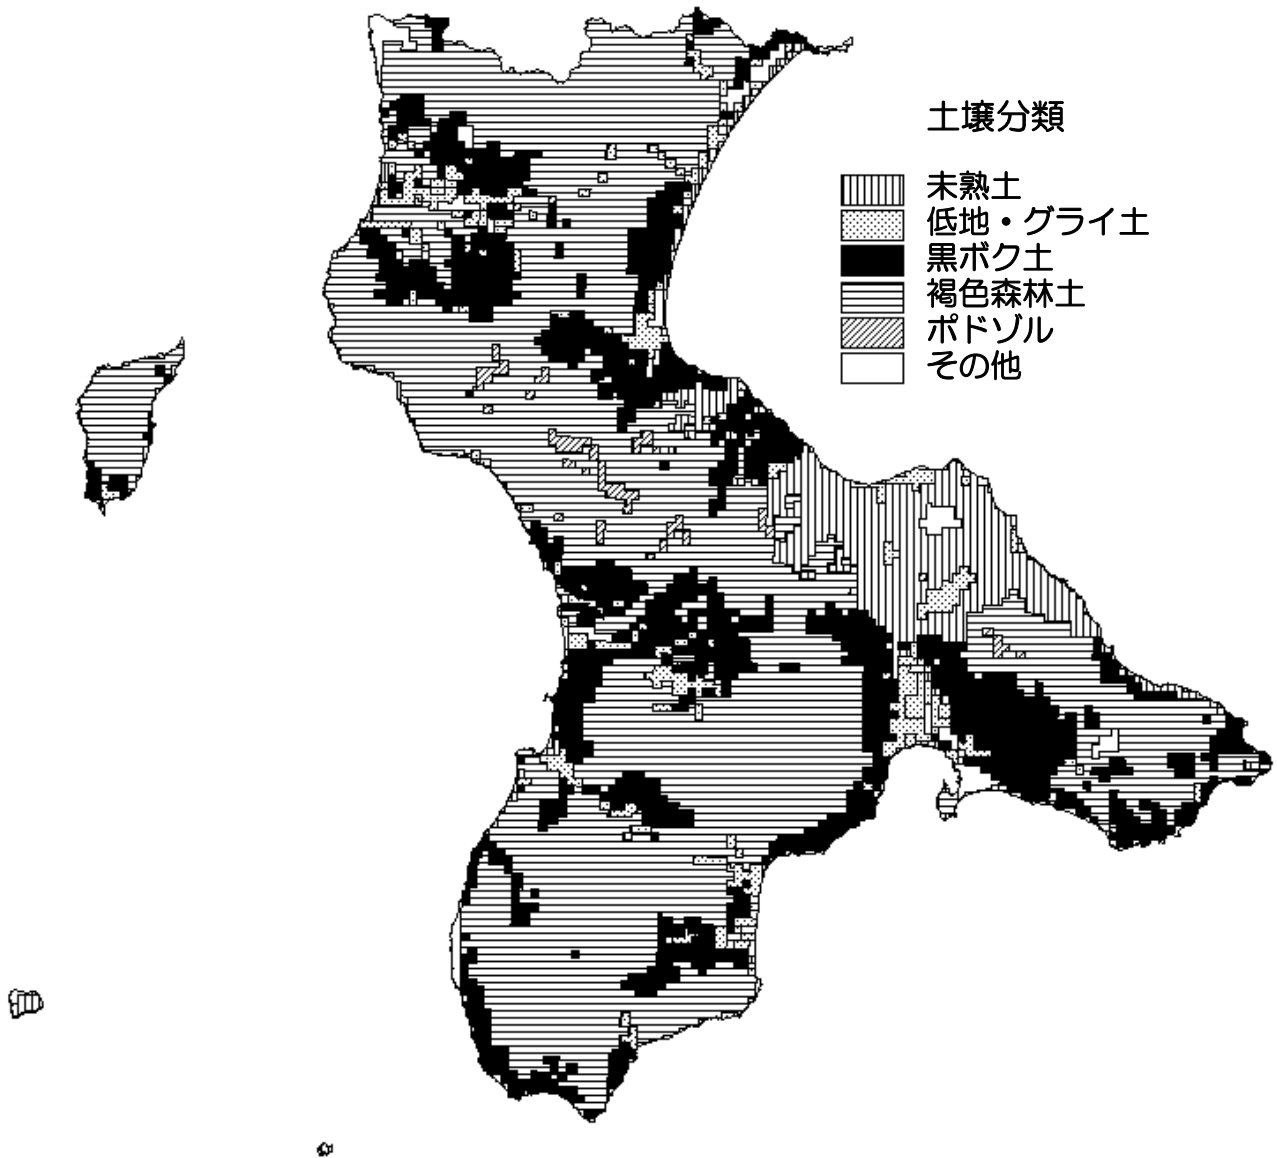 土壌分類
未熟土
低地・グライ土
黒ボク土
褐色森林土
ポドゾル
その他